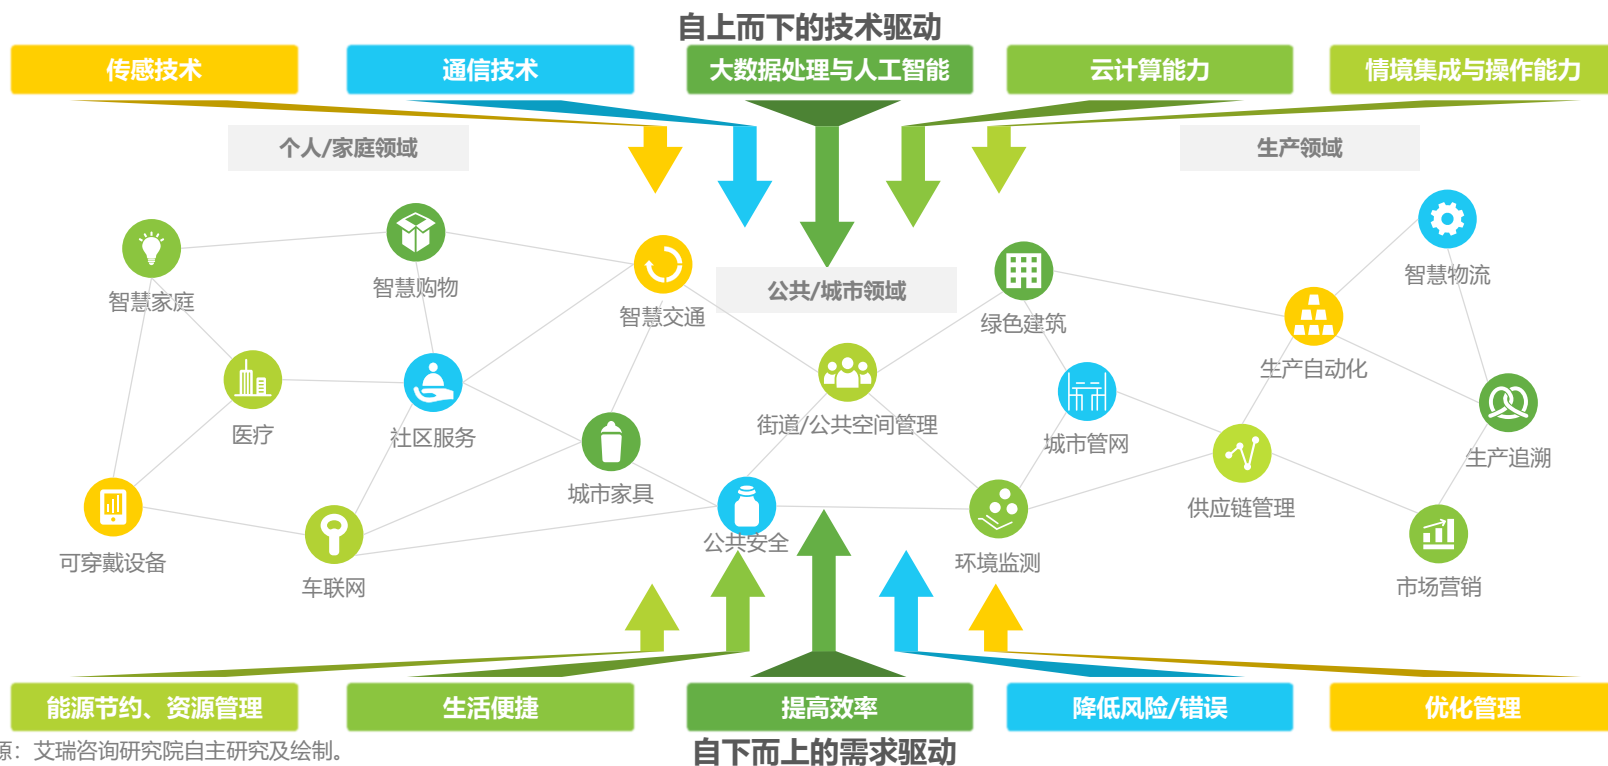 自上而下的技术驱动
传感技术
通信技术
大数据处理与人工智能
云计算能力
情境集成与操作能力
个人/家庭领域
生产领域
公共/城市领域
智慧家庭
智慧购物
智慧交通
绿色建筑
智慧物流
生产自动化
医疗
社区服务
街道/公共空间管理
城市管网
生产追溯
城市家具
供应链管理
可穿戴设备
车联网
公共安全
环境监测
市场营销
能源节约、资源管理
生活便捷
提高效率
降低风险/错误
优化管理
源：艾瑞咨询研究院自主研究及绘制。
自下而上的需求驱动